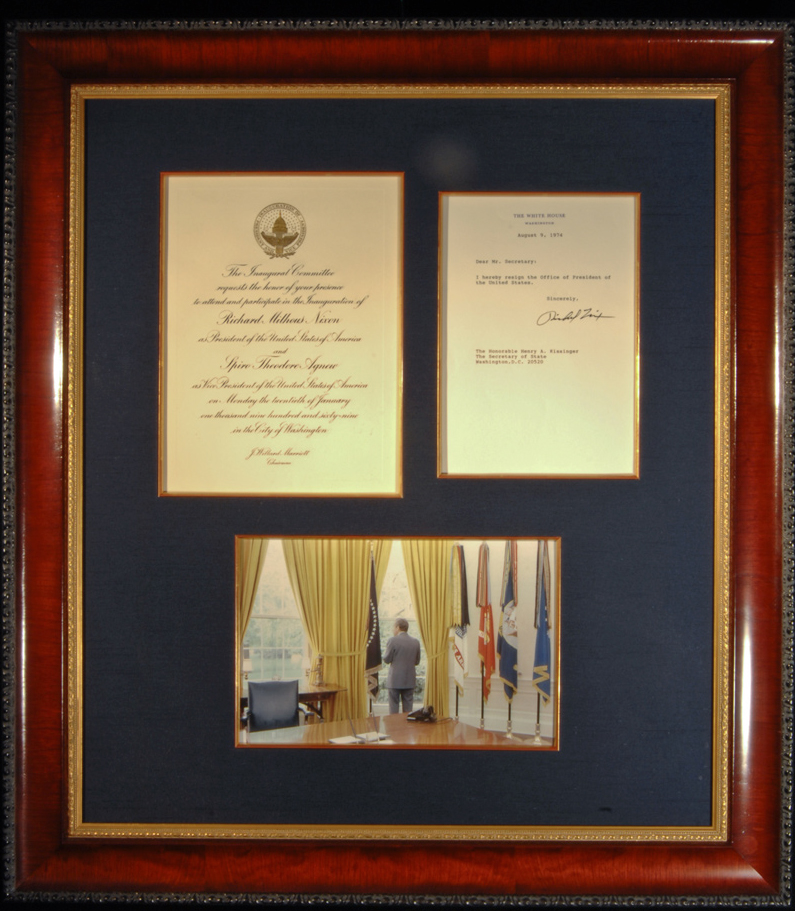 The Inaugural Committee
requests the honor of your presence
to attend and participate in the Inauguration of
Richard Milhous Nixon
as President of the United States of America
and
Spiro Theodore Agnew
as Vice President of the United States of America
on Monday the twentieth of January
one thousand nine hundred and sixty-nine
in the City of Washington
J. Willard Marriott
Chairman
THE WHITE HOUSE
WASHINGTON
August 9, 1974
Dear Mr. Secretary:
I hereby resign the Office of President of
the United States.
Sincerely,
The Honorable Henry A. Kissinger
The Secretary of State
Washington, D.C. 20520